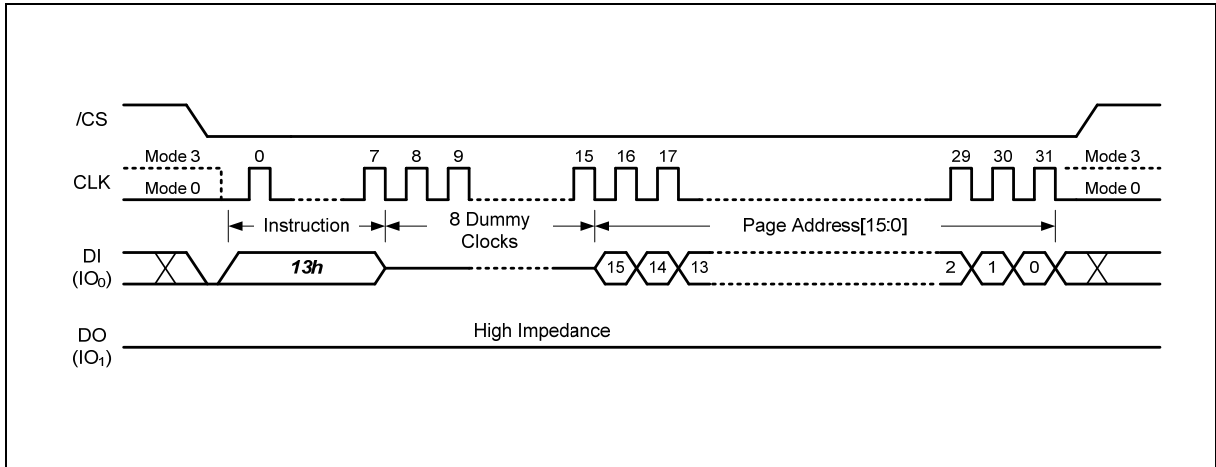 /CS
Mode 3 0 7 8 9 15 16 17 29 30 31 Mode 3
CLK
Mode 0 Mode 0
Instruction 8 Dummy Clocks Page Address[15:0]
DI (IO0) 13h 15 14 13 2 1 0
High Impedance
DO (IO1)